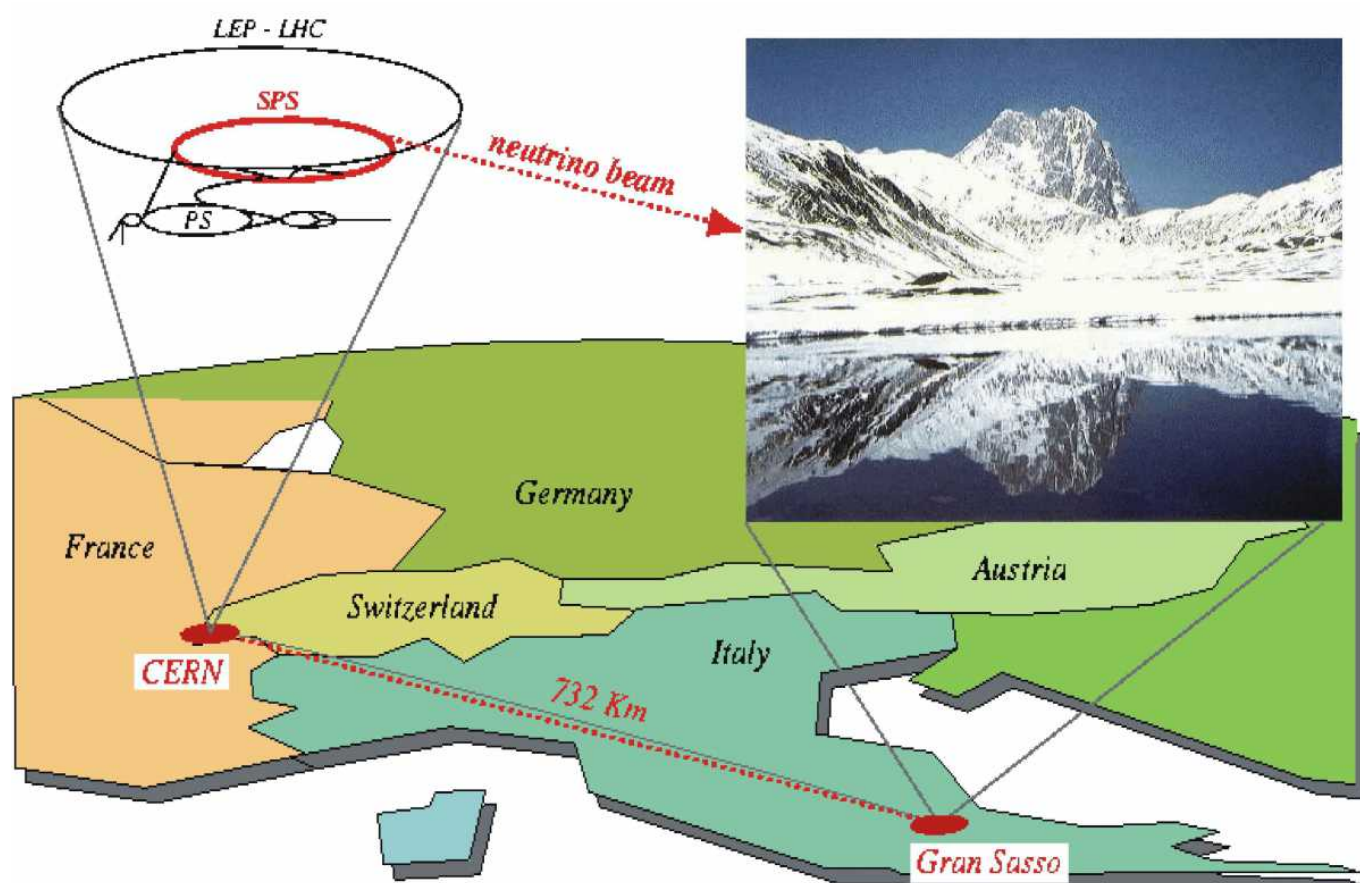 LEP - LHC
SPS
neutrino beam
PS
Germany
France
Austria
Switzerland
Italy
CERN
732 Km
Gran Sasso